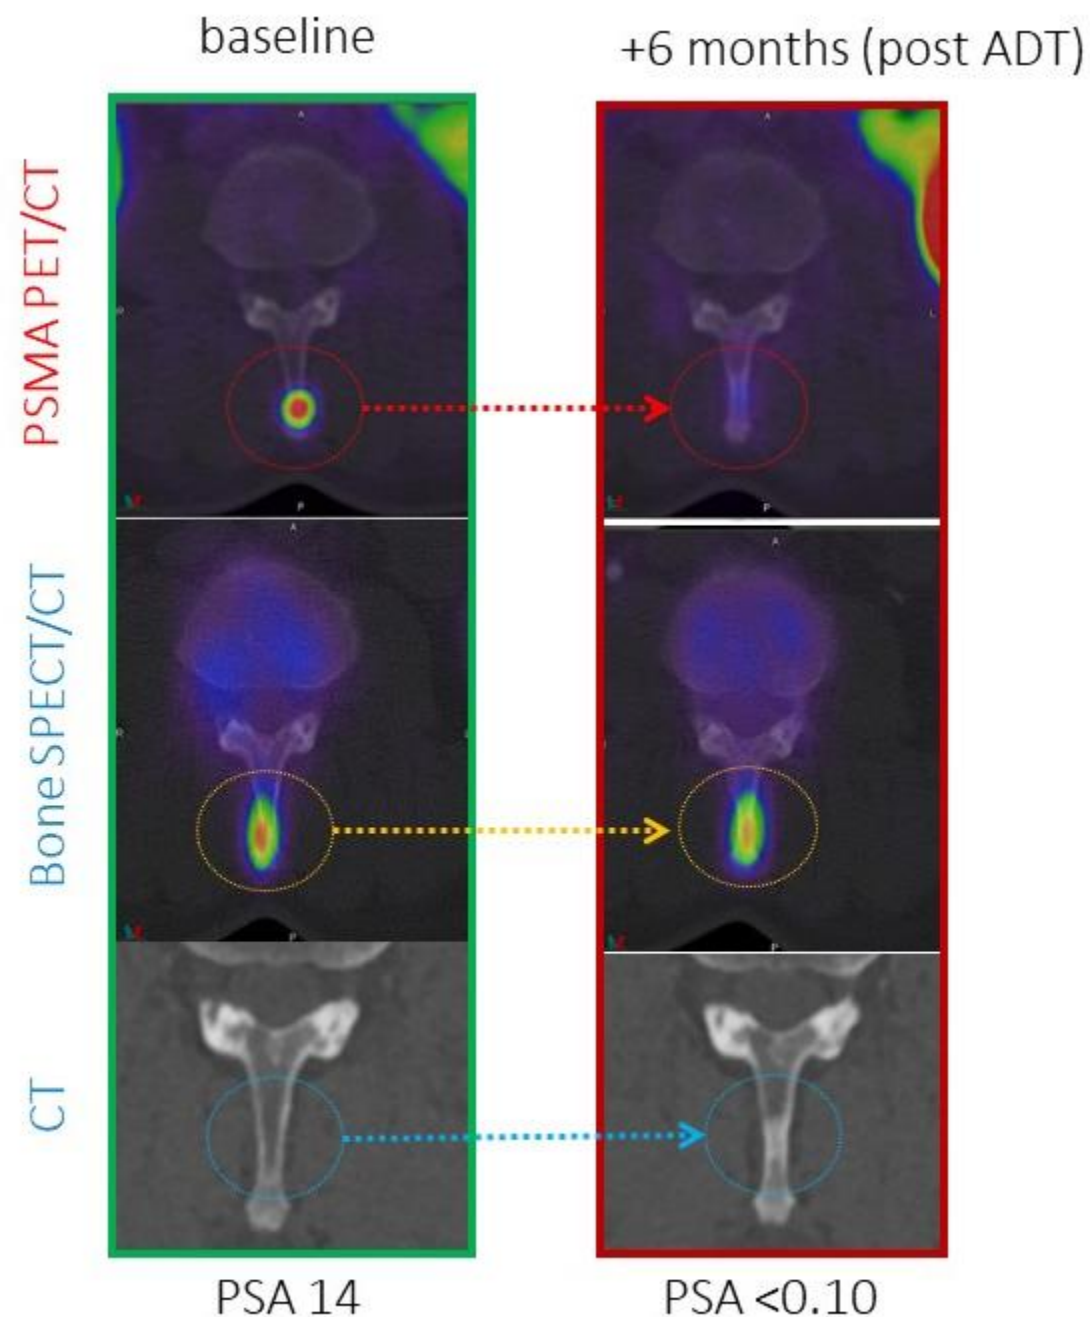 baseline
+6 months (post ADT)
PSMA PET/CT
A
A
L
P
P
Bone SPECT/CT
A
A
R
P
P
CT
PSA 14
PSA <0.10